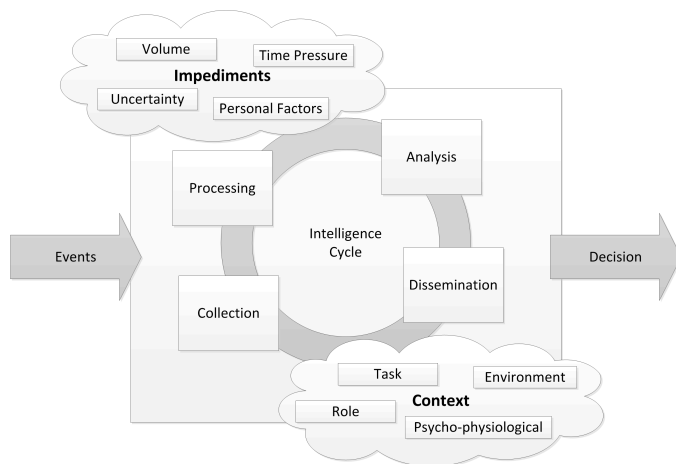 Volume
Time Pressure
Impediments
Uncertainty
Personal Factors
Analysis
Processing
Intelligence
Cycle
Events
Decision
Dissemination
Collection
Task
Environment
Context
Role
Psycho-physiological